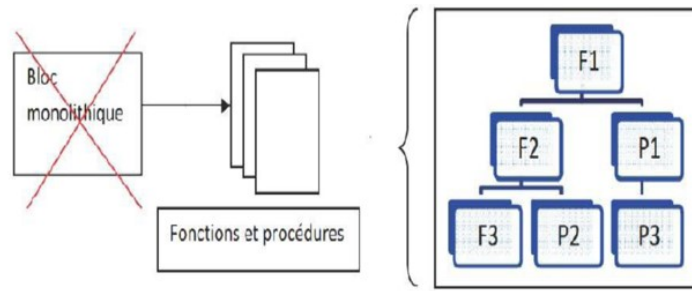 Bloc
monolithique
Fonctions et procédures
F1
F2
P1
F3
P2
P3